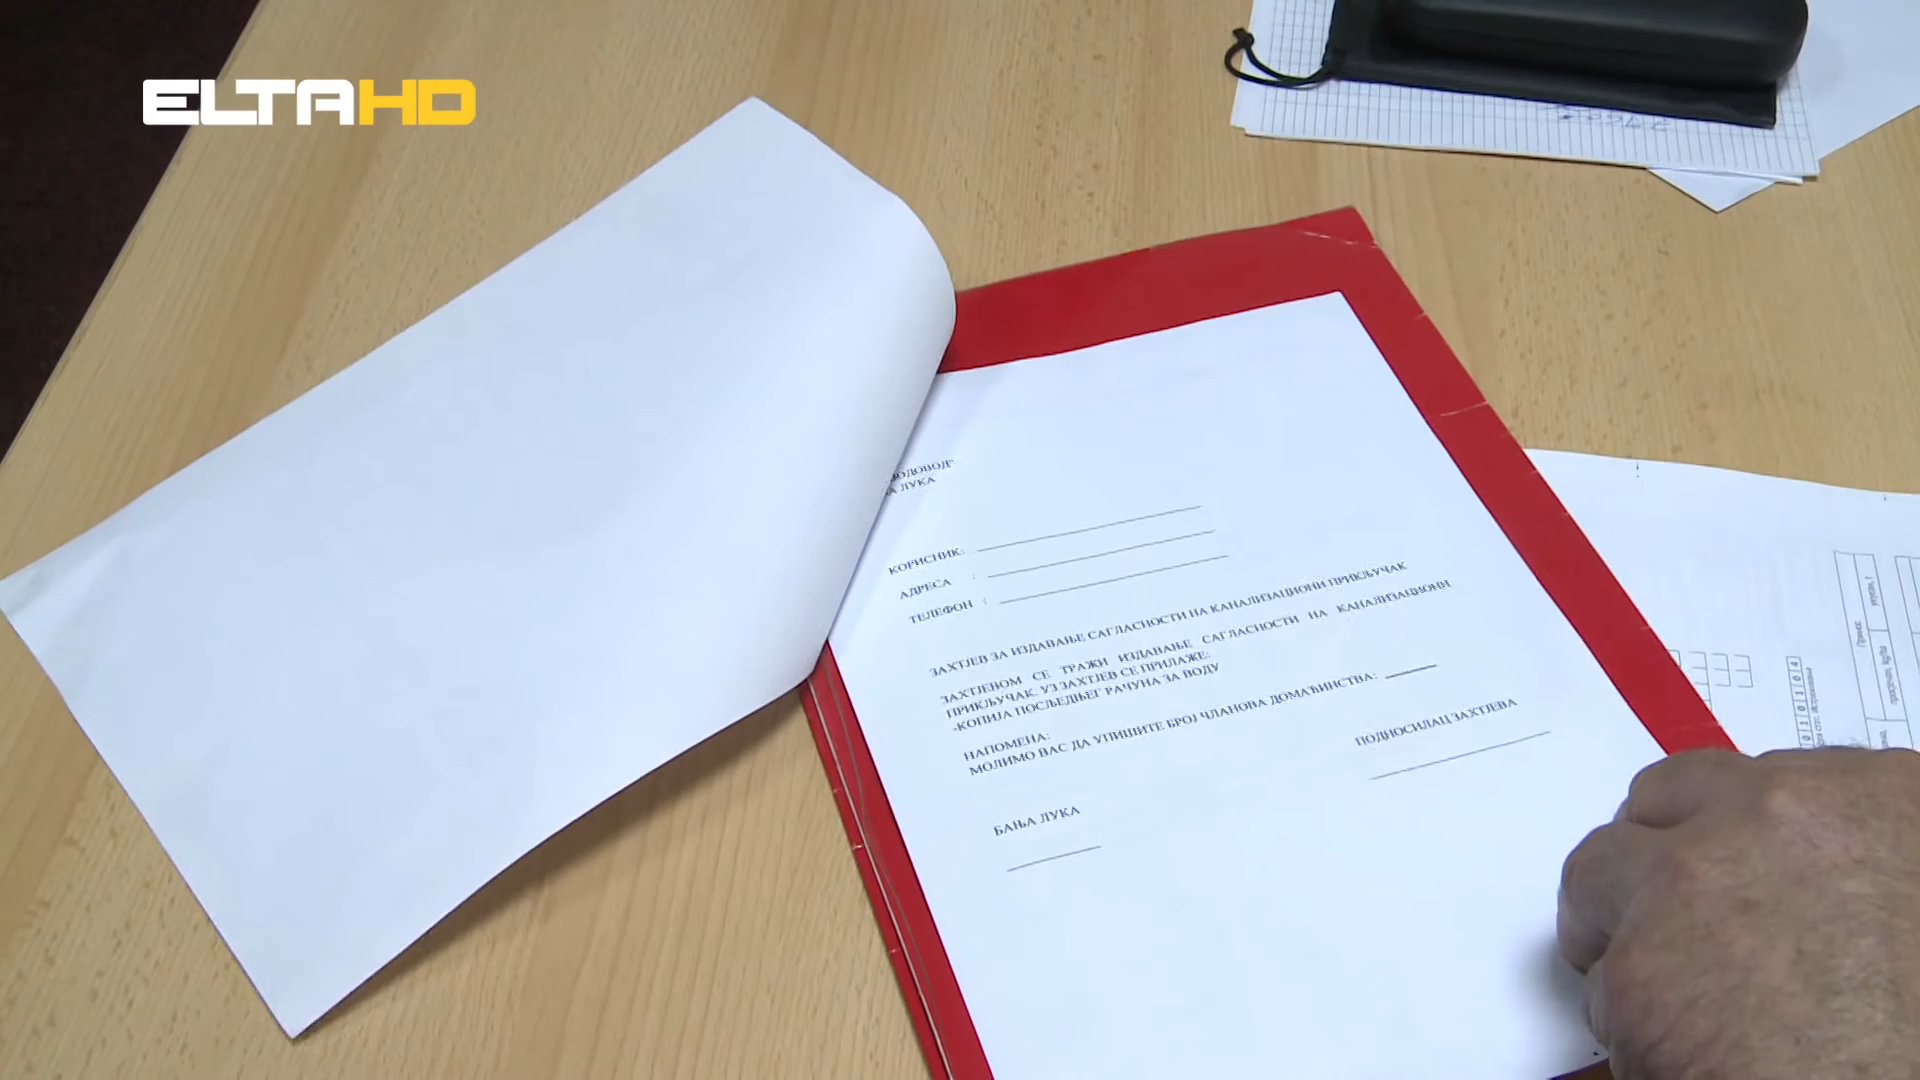 ELTAHD
ВОДОВОД"
ЛУКА
КОРИСНИК:
АДРЕСА :
ТЕЛЕФОН :
ЗАХТЈЕВ ЗА ИЗДАВАЊЕ САГЛАСНОСТИ НА КАНАЛИЗАЦИОНИ ПРИКЉУЧАК
ЗАХТЈЕВОМ СЕ ТРАЖИ ИЗДАВАЊЕ САГЛАСНОСТИ НА КАНАЛИЗАЦИОНИ
ПРИКЉУЧАК. УЗ ЗАХТЈЕВ СЕ ПРИЛАЖЕ:
-КОПИЈА ПОСЉЕДЊЕГ РАЧУНА ЗА ВОДУ
НАПОМЕНА:
МОЛИМО ВАС ДА УПИШИТЕ БРОЈ ЧЛАНОВА ДОМАЋИНСТВА:
ПОДНОСИЛАЦ ЗАХТЈЕВА
БАЊА ЛУКА